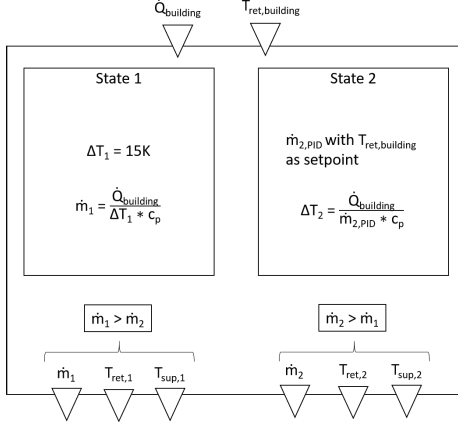 Q̇building
Tret,building
State 1
ΔT1 = 15K
ṁ1 = Q̇building / ΔT1 * cp
State 2
ṁ2,PID with Tret,building
as setpoint
ΔT2 = Q̇building / ṁ2,PID * cp
ṁ1 > ṁ2
ṁ2 > ṁ1
ṁ1 Tret,1 Tsup,1
ṁ2 Tret,2 Tsup,2